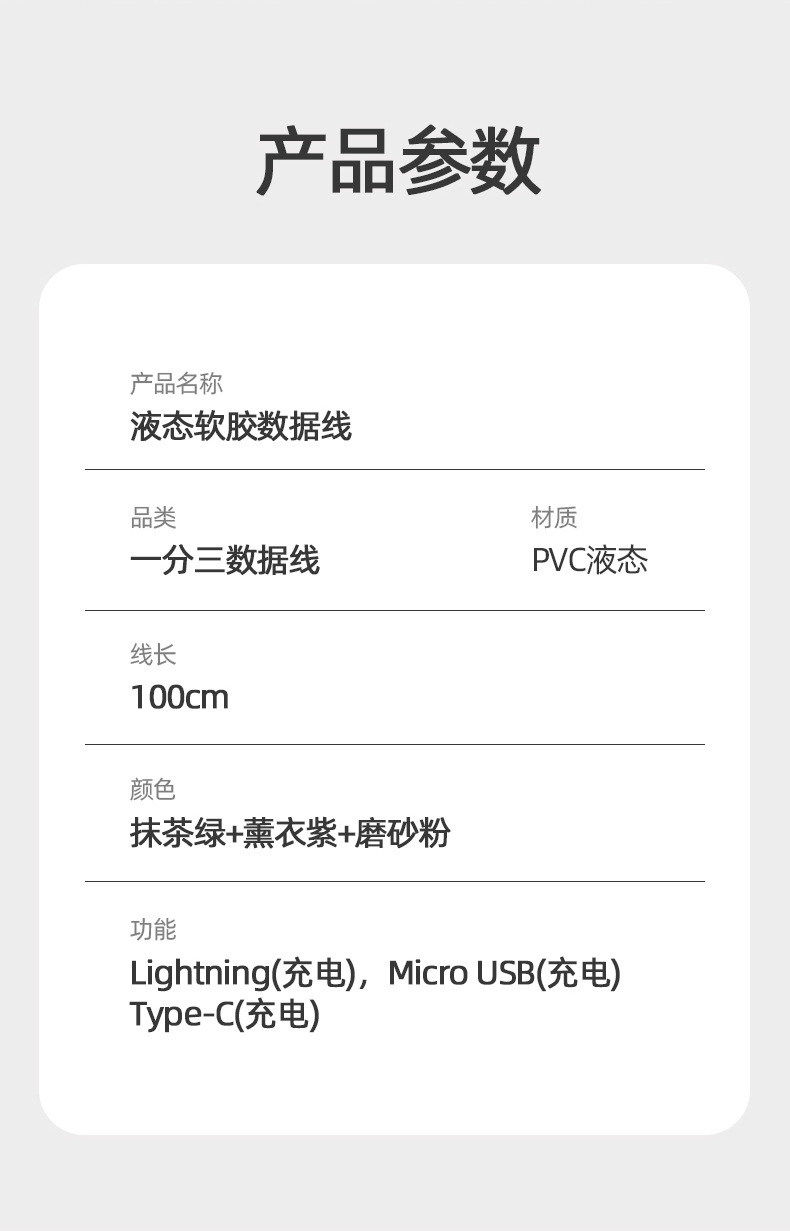 产品参数
产品名称
液态软胶数据线
品类
一分三数据线
材质
PVC液态
线长
100cm
颜色
抹茶绿+薰衣紫+磨砂粉
功能
Lightning(充电)，Micro USB(充电)
Type-C(充电)